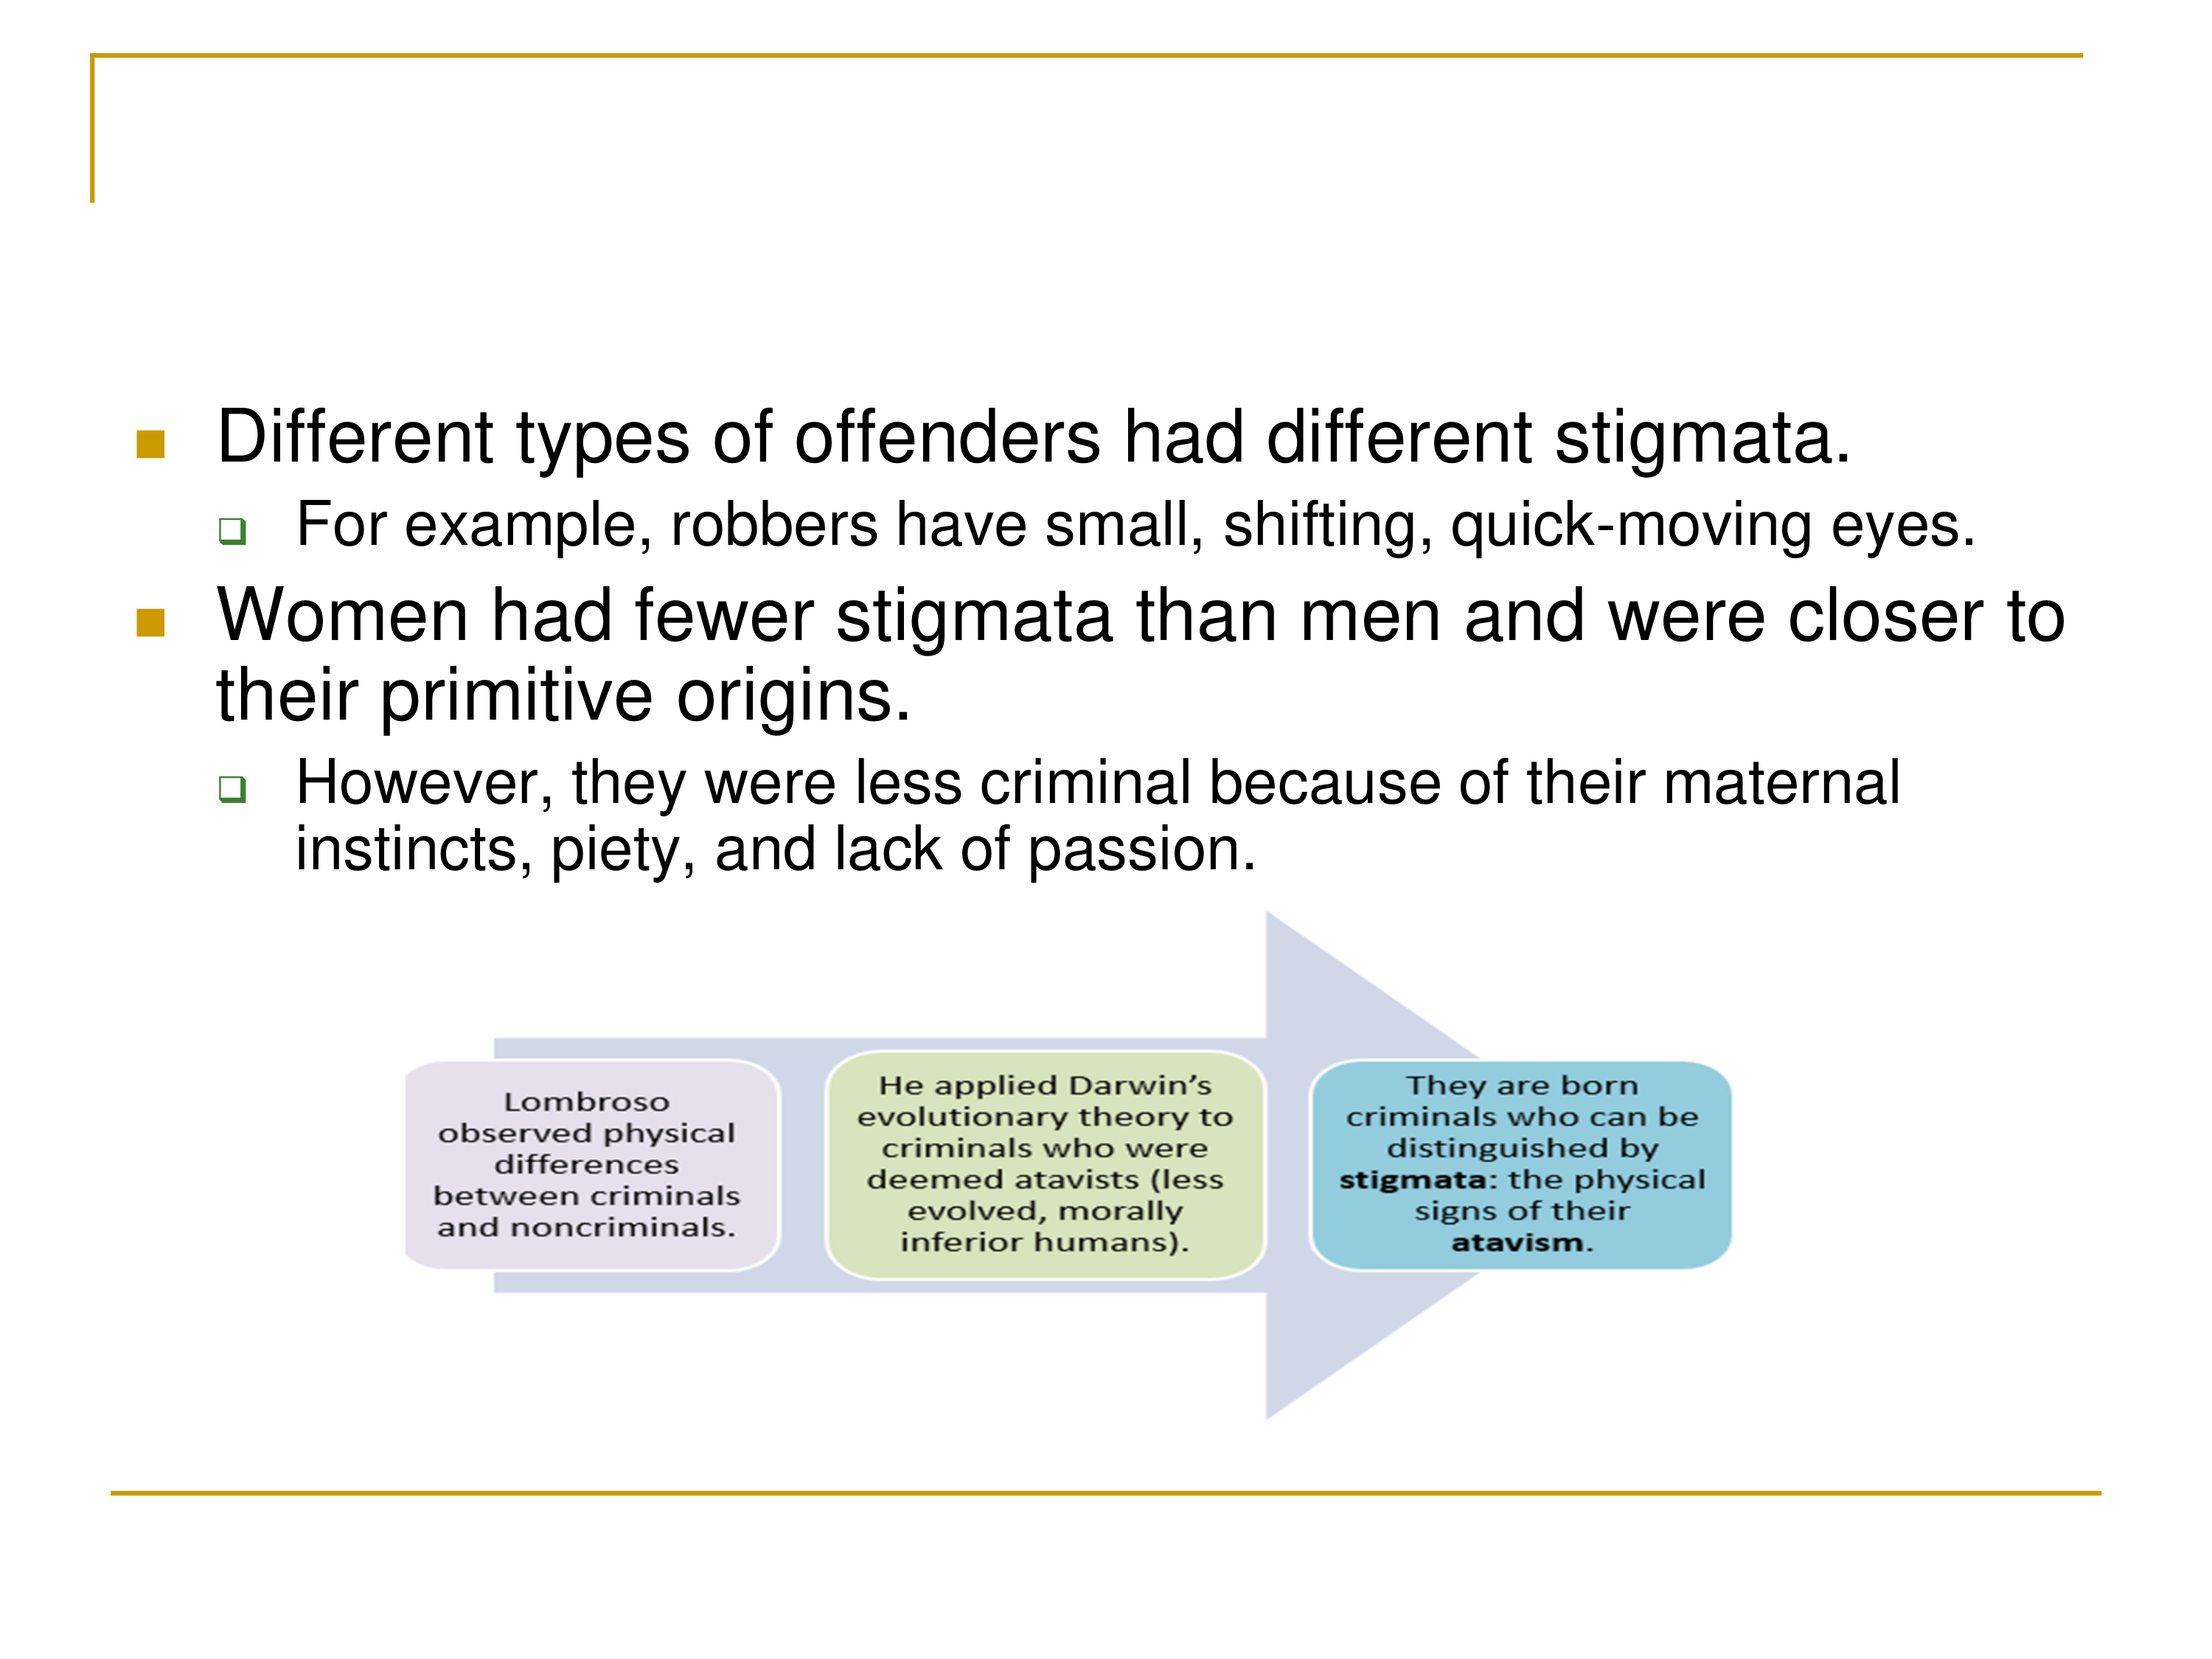 Different types of offenders had different stigmata.
For example, robbers have small, shifting, quick-moving eyes.
Women had fewer stigmata than men and were closer to
their primitive origins.
However, they were less criminal because of their maternal
instincts, piety, and lack of passion.
Lombroso
observed physical
differences
between criminals
and noncriminals.
He applied Darwin’s
evolutionary theory to
criminals who were
deemed atavists (less
evolved, morally
inferior humans).
They are born
criminals who can be
distinguished by
stigmata: the physical
signs of their
atavism.